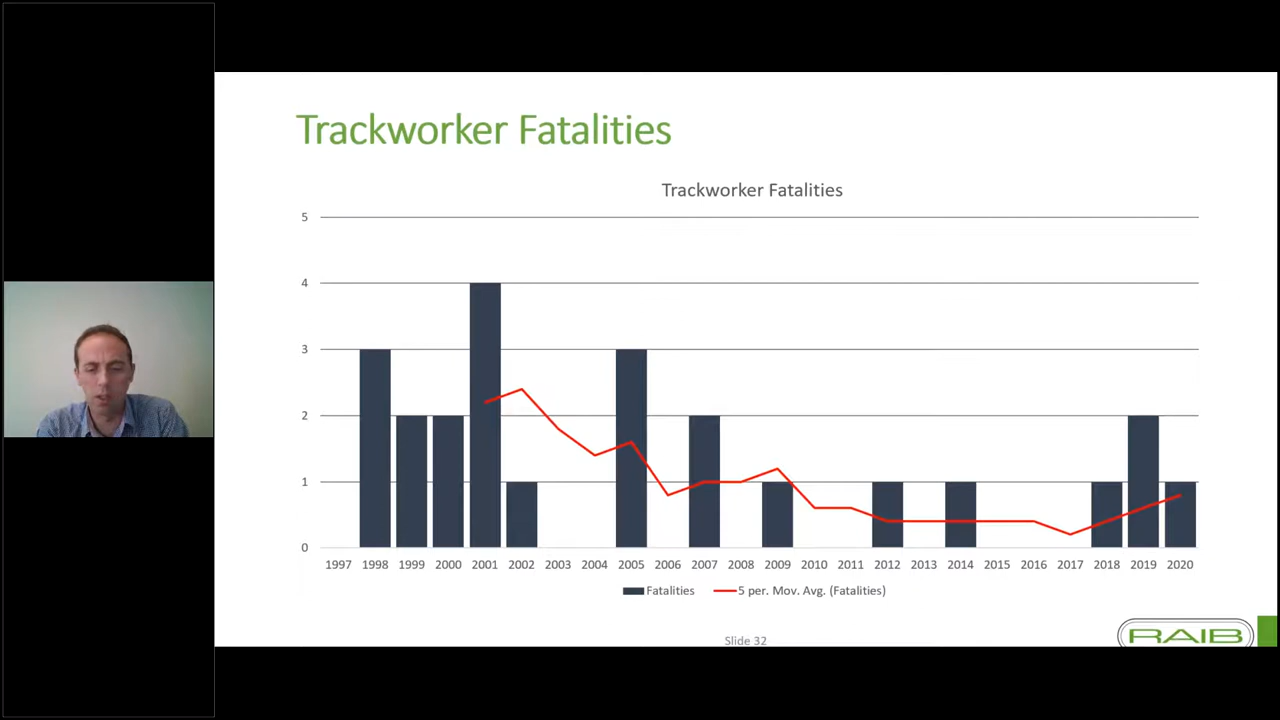 Trackworker Fatalities
Trackworker Fatalities
5
4
3
2
1
0
1997 1998 1999 2000 2001 2002 2003 2004 2005 2006 2007 2008 2009 2010 2011 2012 2013 2014 2015 2016 2017 2018 2019 2020
Fatalities 5 per. Mov. Avg. (Fatalities)
Slide 32
RAIB